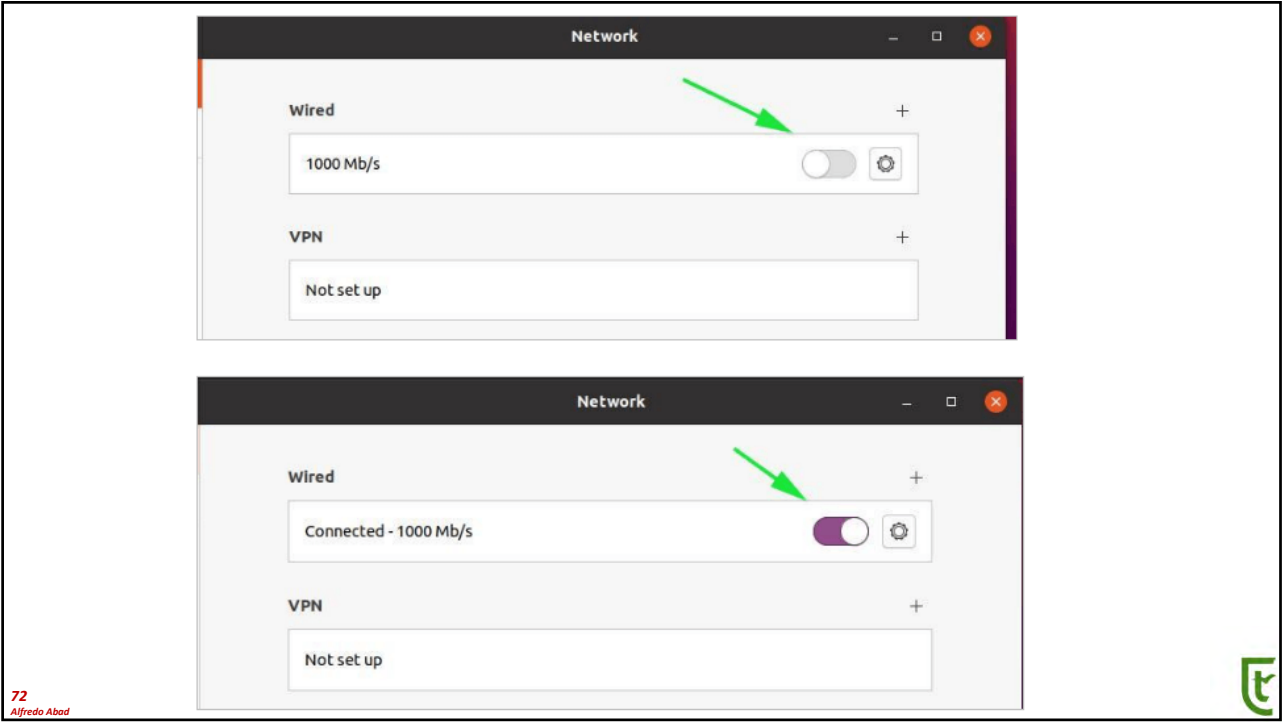 Network
Wired
1000 Mb/s
VPN
Not set up
Network
Wired
Connected - 1000 Mb/s
VPN
Not set up
72
Alfredo Abad